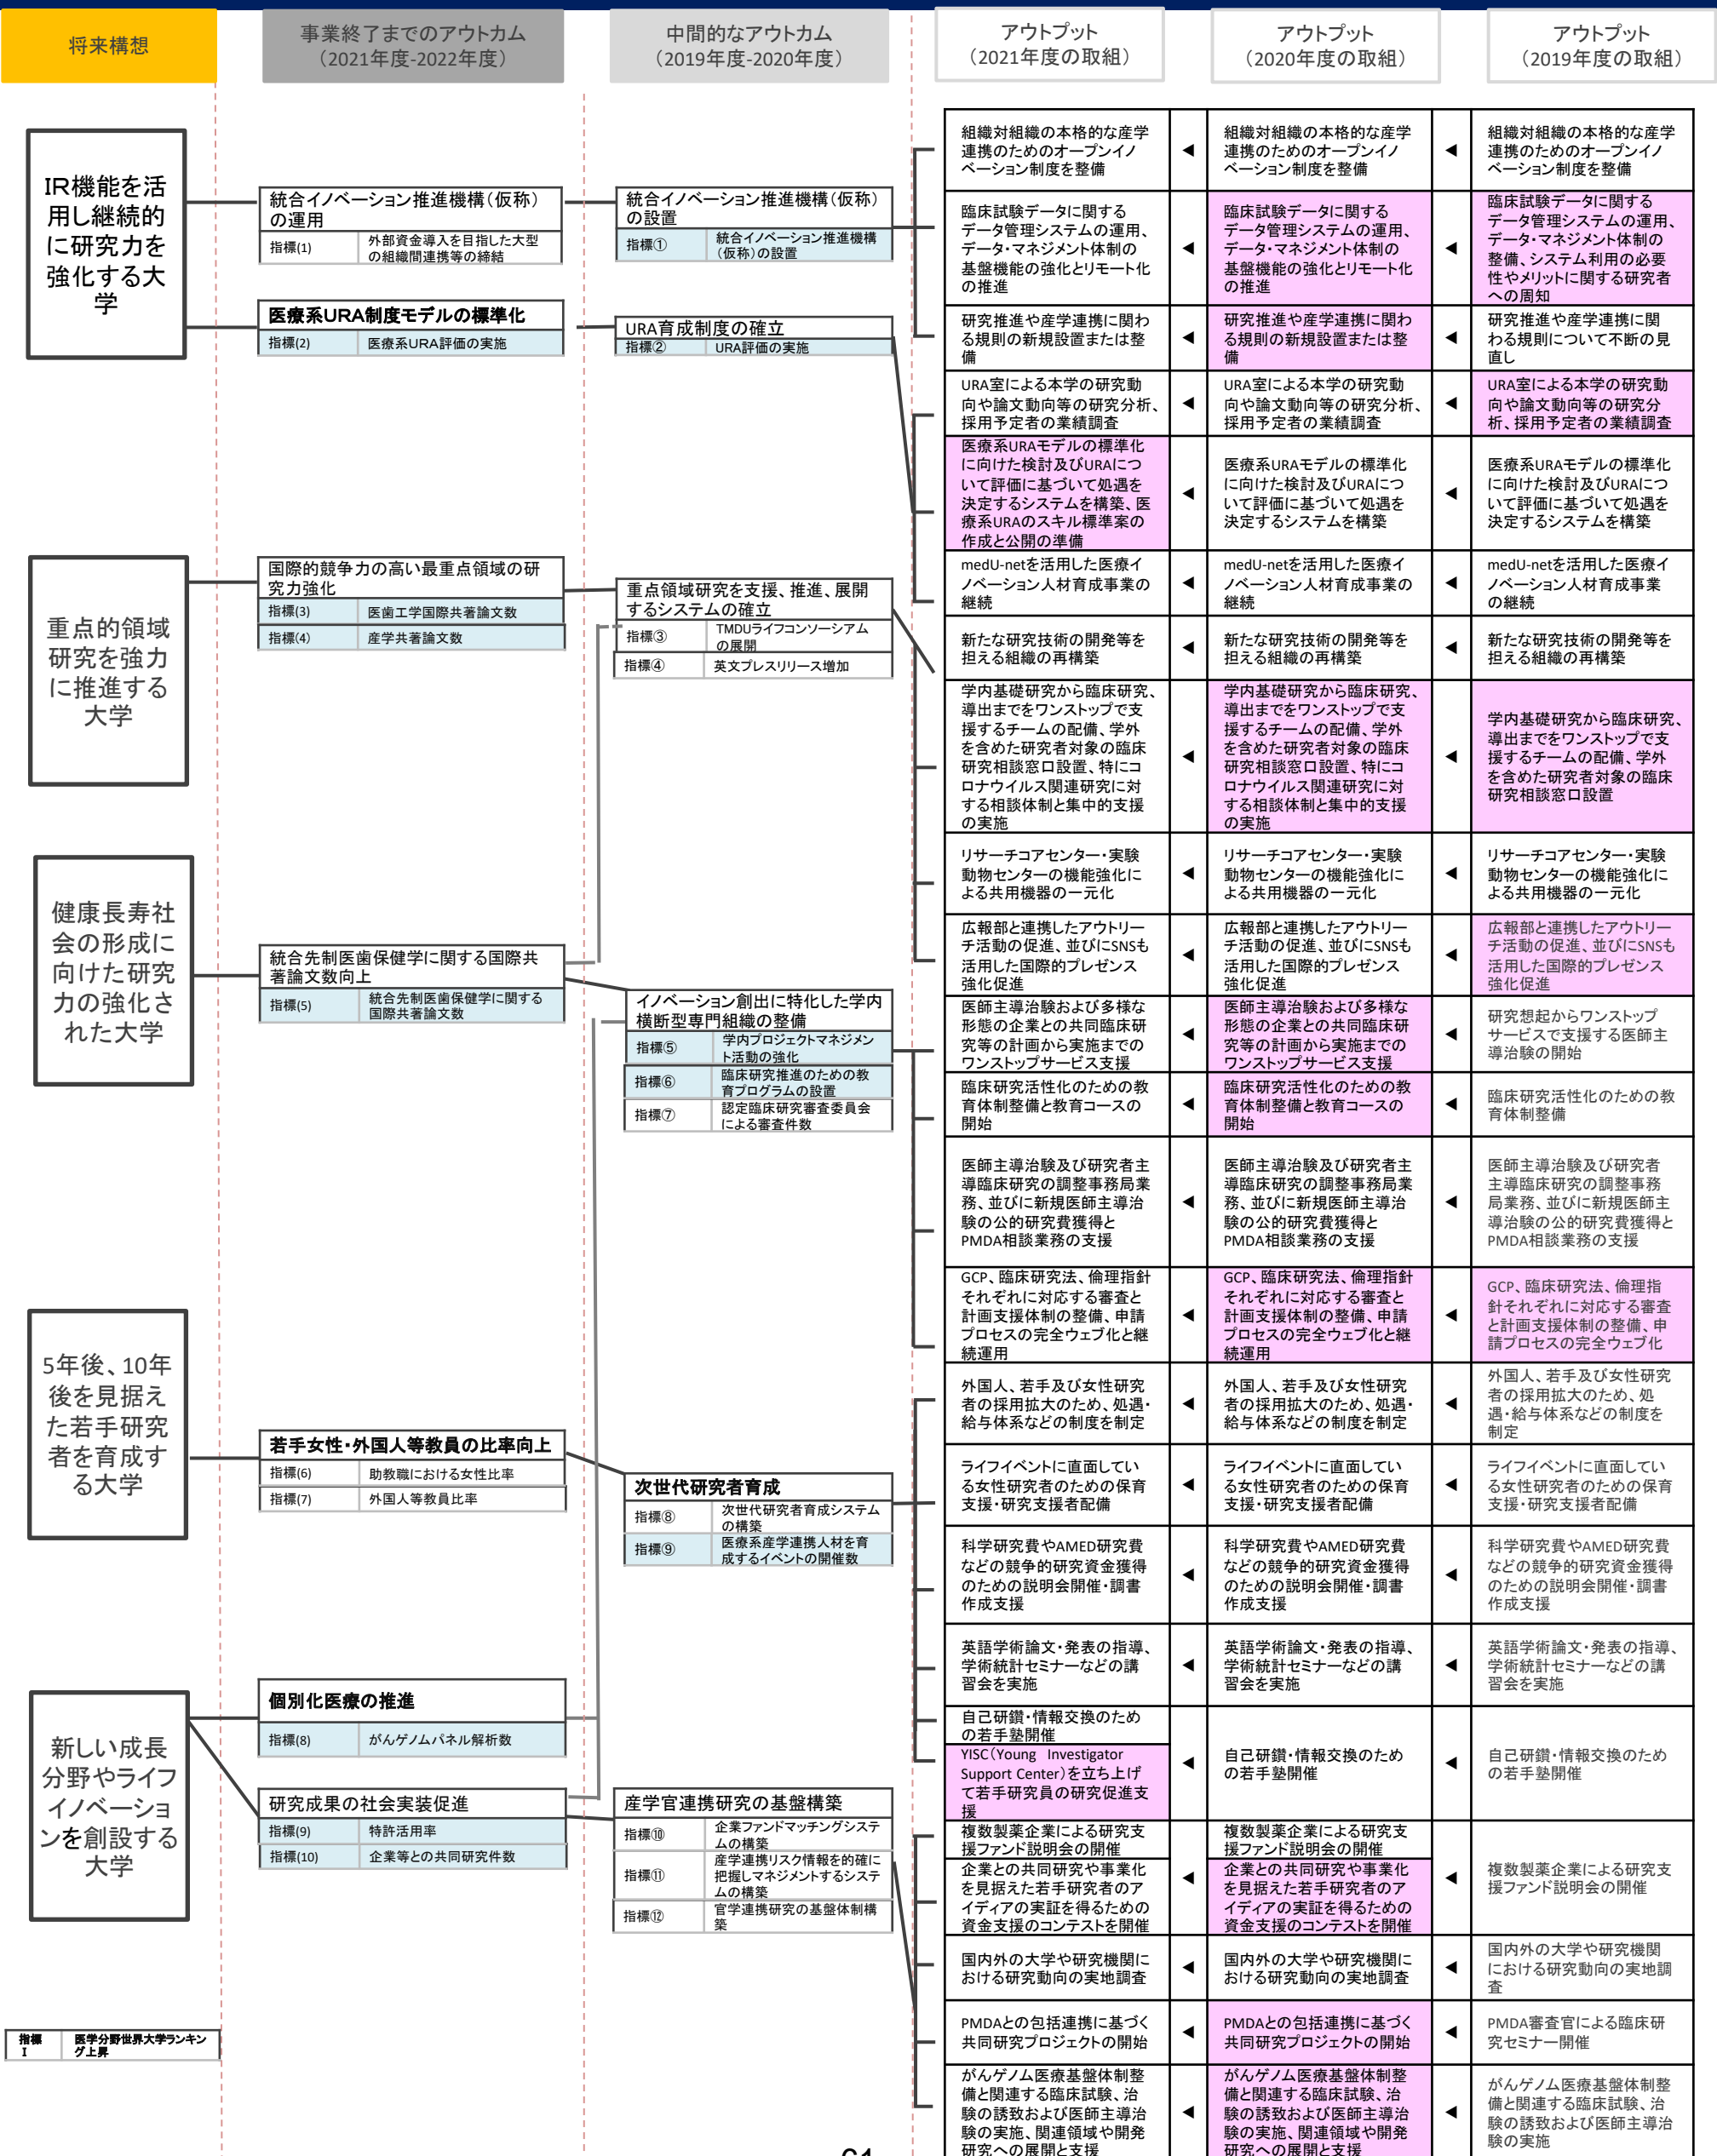 将来構想
事業終了までのアウトカム
（2021年度-2022年度）
中間的なアウトカム
（2019年度-2020年度）
アウトプット
（2021年度の取組）
アウトプット
（2020年度の取組）
アウトプット
（2019年度の取組）
IR機能を活
用し継続的
に研究力を
強化する大
学
重点的領域
研究を強力
に推進する
大学
健康長寿社
会の形成に
向けた研究
力の強化さ
れた大学
5年後、10年
後を見据え
た若手研究
者を育成す
る大学
新しい成長
分野やライフ
イノベーショ
ンを創設する
大学
指標
I
医学分野世界大学ランキン
グ上昇
統合イノベーション推進機構（仮称）
の運用
指標(1)
外部資金導入を目指した大型
の組織間連携等の締結
医療系URA制度モデルの標準化
指標(2)
医療系URA評価の実施
国際的競争力の高い最重点領域の研
究力強化
指標(3)
医歯工学国際共著論文数
指標(4)
産学共著論文数
統合先制医歯保健学に関する国際共
著論文数向上
指標(5)
統合先制医歯保健学に関する
国際共著論文数
若手女性・外国人等教員の比率向上
指標(6)
助教職における女性比率
指標(7)
外国人等教員比率
個別化医療の推進
指標(8)
がんゲノムパネル解析数
研究成果の社会実装促進
指標(9)
特許活用率
指標(10)
企業等との共同研究件数
統合イノベーション推進機構（仮称）
の設置
指標①
統合イノベーション推進機構
（仮称）の設置
URA育成制度の確立
指標②
URA評価の実施
重点領域研究を支援、推進、展開
するシステムの確立
指標③
TMDUライフコンソーシアム
の展開
指標④
英文プレスリリース増加
イノベーション創出に特化した学内
横断型専門組織の整備
指標⑤
学内プロジェクトマネジメン
ト活動の強化
指標⑥
臨床研究推進のための教
育プログラムの設置
指標⑦
認定臨床研究審査委員会
による審査件数
次世代研究者育成
指標⑧
次世代研究者育成システム
の構築
指標⑨
医療系産学連携人材を育
成するイベントの開催数
産学官連携研究の基盤構築
指標⑩
企業ファンドマッチングシステ
ムの構築
指標⑪
産学連携リスク情報を的確に
把握しマネジメントするシステ
ムの構築
指標⑫
官学連携研究の基盤体制構
築
組織対組織の本格的な産学
連携のためのオープンイノ
ベーション制度を整備
◀
組織対組織の本格的な産学
連携のためのオープンイノ
ベーション制度を整備
◀
組織対組織の本格的な産学
連携のためのオープンイノ
ベーション制度を整備
臨床試験データに関する
データ管理システムの運用、
データ・マネジメント体制の
基盤機能の強化とリモート化
の推進
◀
臨床試験データに関する
データ管理システムの運用、
データ・マネジメント体制の
基盤機能の強化とリモート化
の推進
◀
臨床試験データに関する
データ管理システムの運用、
データ・マネジメント体制の
整備、システム利用の必要
性やメリットに関する研究者
への周知
研究推進や産学連携に関わ
る規則の新規設置または整
備
◀
研究推進や産学連携に関わ
る規則の新規設置または整
備
◀
研究推進や産学連携に関
わる規則について不断の見
直し
URA室による本学の研究動
向や論文動向等の研究分析、
採用予定者の業績調査
◀
URA室による本学の研究動
向や論文動向等の研究分析、
採用予定者の業績調査
◀
URA室による本学の研究動
向や論文動向等の研究分
析、採用予定者の業績調査
医療系URAモデルの標準化
に向けた検討及びURAにつ
いて評価に基づいて処遇を
決定するシステムを構築、医
療系URAのスキル標準案の
作成と公開の準備
◀
医療系URAモデルの標準化
に向けた検討及びURAにつ
いて評価に基づいて処遇を
決定するシステムを構築
◀
医療系URAモデルの標準化
に向けた検討及びURAにつ
いて評価に基づいて処遇を
決定するシステムを構築
medU-netを活用した医療イ
ノベーション人材育成事業の
継続
◀
medU-netを活用した医療イ
ノベーション人材育成事業の
継続
◀
medU-netを活用した医療イ
ノベーション人材育成事業
の継続
新たな研究技術の開発等を
担える組織の再構築
◀
新たな研究技術の開発等を
担える組織の再構築
◀
新たな研究技術の開発等を
担える組織の再構築
学内基礎研究から臨床研究、
導出までをワンストップで支
援するチームの配備、学外
を含めた研究者対象の臨床
研究相談窓口設置、特にコ
ロナウイルス関連研究に対
する相談体制と集中的支援
の実施
◀
学内基礎研究から臨床研究、
導出までをワンストップで支
援するチームの配備、学外
を含めた研究者対象の臨床
研究相談窓口設置、特にコ
ロナウイルス関連研究に対
する相談体制と集中的支援
の実施
◀
学内基礎研究から臨床研究、
導出までをワンストップで支
援するチームの配備、学外
を含めた研究者対象の臨床
研究相談窓口設置
リサーチコアセンター・実験
動物センターの機能強化に
よる共用機器の一元化
◀
リサーチコアセンター・実験
動物センターの機能強化に
よる共用機器の一元化
◀
リサーチコアセンター・実験
動物センターの機能強化に
よる共用機器の一元化
広報部と連携したアウトリー
チ活動の促進、並びにSNSも
活用した国際的プレゼンス
強化促進
◀
広報部と連携したアウトリー
チ活動の促進、並びにSNSも
活用した国際的プレゼンス
強化促進
◀
広報部と連携したアウトリー
チ活動の促進、並びにSNSも
活用した国際的プレゼンス
強化促進
医師主導治験および多様な
形態の企業との共同臨床研
究等の計画から実施までの
ワンストップサービス支援
◀
医師主導治験および多様な
形態の企業との共同臨床研
究等の計画から実施までの
ワンストップサービス支援
◀
研究想起からワンストップ
サービスで支援する医師主
導治験の開始
臨床研究活性化のための教
育体制整備と教育コースの
開始
◀
臨床研究活性化のための教
育体制整備と教育コースの
開始
◀
臨床研究活性化のための教
育体制整備
医師主導治験及び研究者主
導臨床研究の調整事務局業
務、並びに新規医師主導治
験の公的研究費獲得と
PMDA相談業務の支援
◀
医師主導治験及び研究者主
導臨床研究の調整事務局業
務、並びに新規医師主導治
験の公的研究費獲得と
PMDA相談業務の支援
◀
医師主導治験及び研究者
主導臨床研究の調整事務
局業務、並びに新規医師主
導治験の公的研究費獲得と
PMDA相談業務の支援
GCP、臨床研究法、倫理指針
それぞれに対応する審査と
計画支援体制の整備、申請
プロセスの完全ウェブ化と継
続運用
◀
GCP、臨床研究法、倫理指針
それぞれに対応する審査と
計画支援体制の整備、申請
プロセスの完全ウェブ化と継
続運用
◀
GCP、臨床研究法、倫理指
針それぞれに対応する審査
と計画支援体制の整備、申
請プロセスの完全ウェブ化
外国人、若手及び女性研究
者の採用拡大のため、処遇・
給与体系などの制度を制定
◀
外国人、若手及び女性研究
者の採用拡大のため、処遇・
給与体系などの制度を制定
◀
外国人、若手及び女性研究
者の採用拡大のため、処
遇・給与体系などの制度を
制定
ライフイベントに直面してい
る女性研究者のための保育
支援・研究支援者配備
◀
ライフイベントに直面してい
る女性研究者のための保育
支援・研究支援者配備
◀
ライフイベントに直面してい
る女性研究者のための保育
支援・研究支援者配備
科学研究費やAMED研究費
などの競争的研究資金獲得
のための説明会開催・調書
作成支援
◀
科学研究費やAMED研究費
などの競争的研究資金獲得
のための説明会開催・調書
作成支援
◀
科学研究費やAMED研究費
などの競争的研究資金獲得
のための説明会開催・調書
作成支援
英語学術論文・発表の指導、
学術統計セミナーなどの講
習会を実施
◀
英語学術論文・発表の指導、
学術統計セミナーなどの講
習会を実施
◀
英語学術論文・発表の指導、
学術統計セミナーなどの講
習会を実施
自己研鑽・情報交換のため
の若手塾開催
YISC（Young Investigator
Support Center）を立ち上げ
て若手研究員の研究促進支
援
◀
自己研鑽・情報交換のため
の若手塾開催
◀
自己研鑽・情報交換のため
の若手塾開催
複数製薬企業による研究支
援ファンド説明会の開催
企業との共同研究や事業化
を見据えた若手研究者のア
イディアの実証を得るための
資金支援のコンテストを開催
◀
複数製薬企業による研究支
援ファンド説明会の開催
企業との共同研究や事業化
を見据えた若手研究者のア
イディアの実証を得るための
資金支援のコンテストを開催
◀
複数製薬企業による研究支
援ファンド説明会の開催
国内外の大学や研究機関に
おける研究動向の実地調査
◀
国内外の大学や研究機関に
おける研究動向の実地調査
◀
国内外の大学や研究機関
における研究動向の実地調
査
PMDAとの包括連携に基づく
共同研究プロジェクトの開始
◀
PMDAとの包括連携に基づく
共同研究プロジェクトの開始
◀
PMDA審査官による臨床研
究セミナー開催
がんゲノム医療基盤体制整
備と関連する臨床試験、治
験の誘致および医師主導治
験の実施、関連領域や開発
研究への展開と支援
◀
がんゲノム医療基盤体制整
備と関連する臨床試験、治
験の誘致および医師主導治
験の実施、関連領域や開発
研究への展開と支援
◀
がんゲノム医療基盤体制整
備と関連する臨床試験、治
験の誘致および医師主導治
験の実施